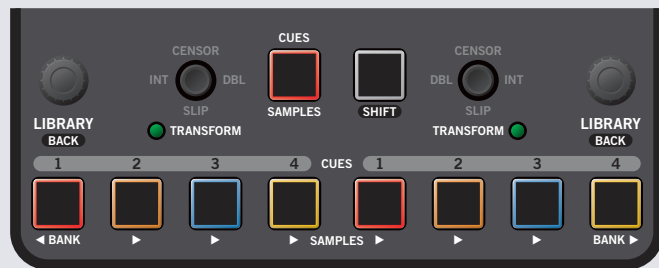 CUES
CENSOR CENSOR
INT DBL DBL INT
SLIP SAMPLES SHIFT SLIP
LIBRARY TRANSFORM TRANSFORM LIBRARY
BACK BACK
1 2 3 4 CUES 1 2 3 4
◀ BANK ▶ ▶ ▶ SAMPLES ▶ ▶ ▶ BANK ▶